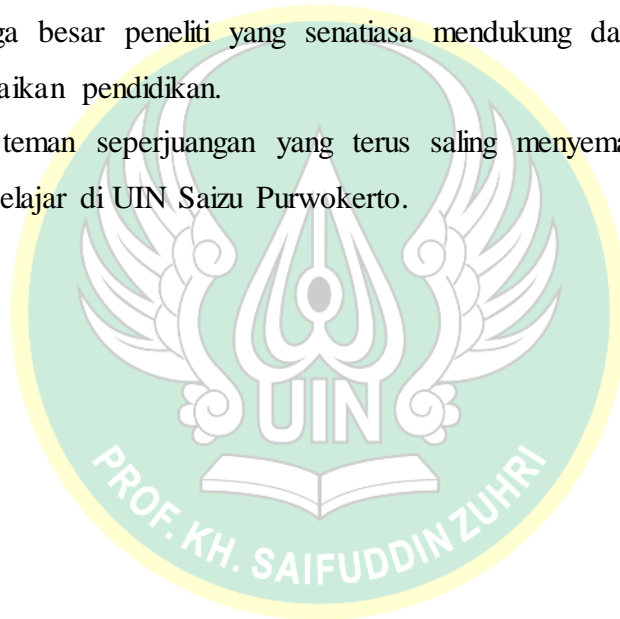 ga besar peneliti yang senatiasa mendukung da
aikan pendidikan.
teman seperjuangan yang terus saling menyema
elajar di UIN Saizu Purwokerto.
UIN
PROF. KH. SAIFUDDIN ZUHRI